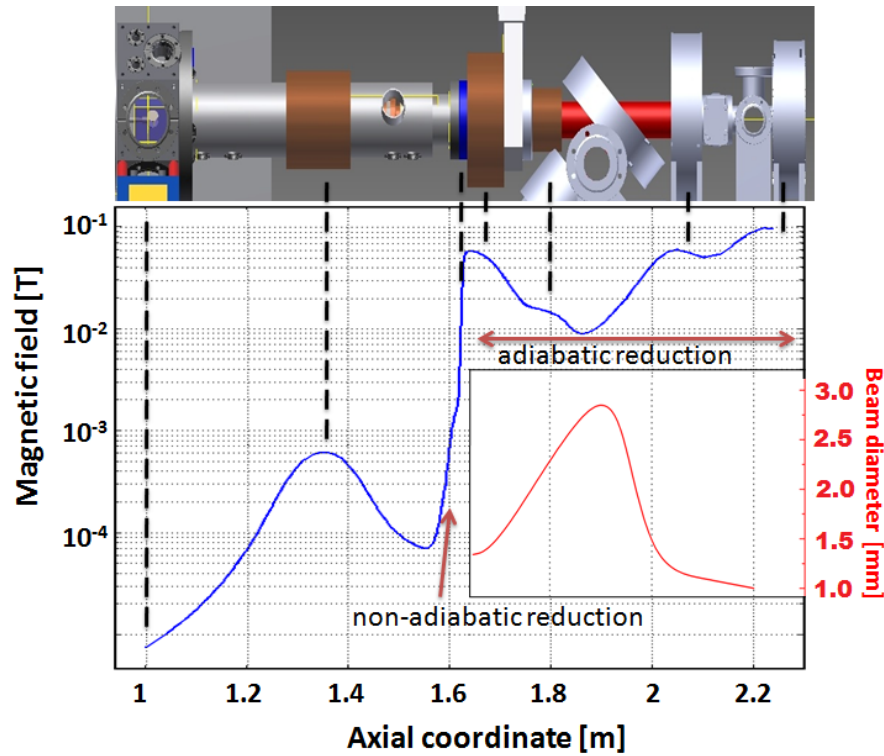 10-1
10-2
10-3
10-4
Magnetic field [T]
adiabatic reduction
non-adiabatic reduction
3.0
2.5
2.0
1.5
1.0
Beam diameter [mm]
1 1.2 1.4 1.6 1.8 2 2.2
Axial coordinate [m]